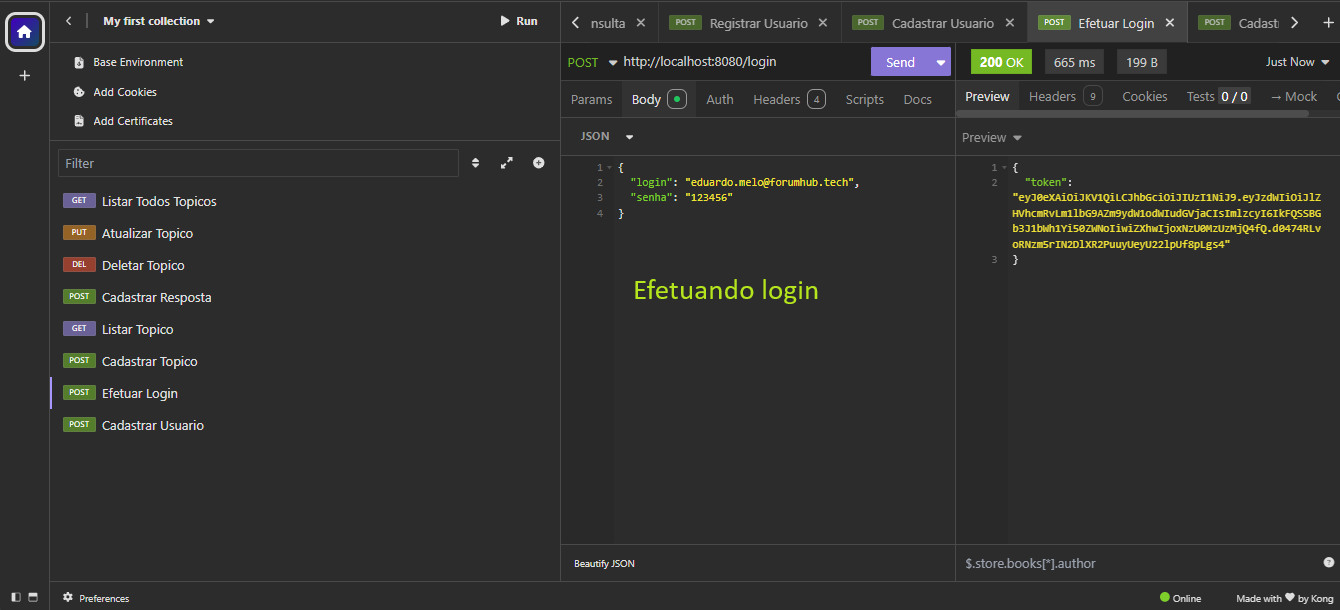 My first collection
Run
Base Environment
Add Cookies
Add Certificates
Filter
GET Listar Todos Topicos
PUT Atualizar Topico
DEL Deletar Topico
POST Cadastrar Resposta
GET Listar Topico
POST Cadastrar Topico
POST Efetuar Login
POST Cadastrar Usuario
nsulta
POST Registrar Usuario
POST Cadastrar Usuario
POST Efetuar Login
POST Cadast
POST http://localhost:8080/login
Send
200 OK
665 ms
199 B
Just Now
Params Body Auth Headers 4 Scripts Docs
JSON
1 {
2 "login": "eduardo.melo@forumhub.tech",
3 "senha": "123456"
4 }
Efetuando login
Beautify JSON
Preview Headers 9 Cookies Tests 0 / 0 → Mock
Preview
1 {
2 "token":
"eyJ0eXAiOiJKV1QiLCJhbGciOiJIUzI1NiJ9.eyJzdWIiOiJlZ
HVhcmRvLm1lbG9AZm9ydW1odWIudGVjaCIsImlzcyI6IkFQSSBG
b3J1bWh1Yi50ZWNoIiwiZXhwIjoxNzU0MzUzMjQ4fQ.d0474RLv
oRNzm5rIN2DlXR2PuuyUeyU22lpUf8pLgs4"
3 }
$.store.books[*].author
Preferences
Online
Made with ♥ by Kong